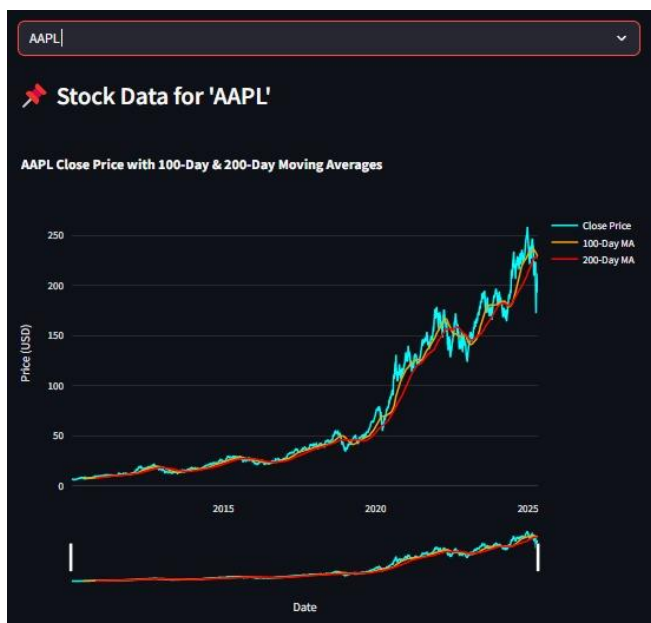 AAPL
Stock Data for 'AAPL'
AAPL Close Price with 100-Day & 200-Day Moving Averages
Close Price
100-Day MA
200-Day MA
250
200
150
100
50
0
Price (USD)
2015
2020
2025
Date